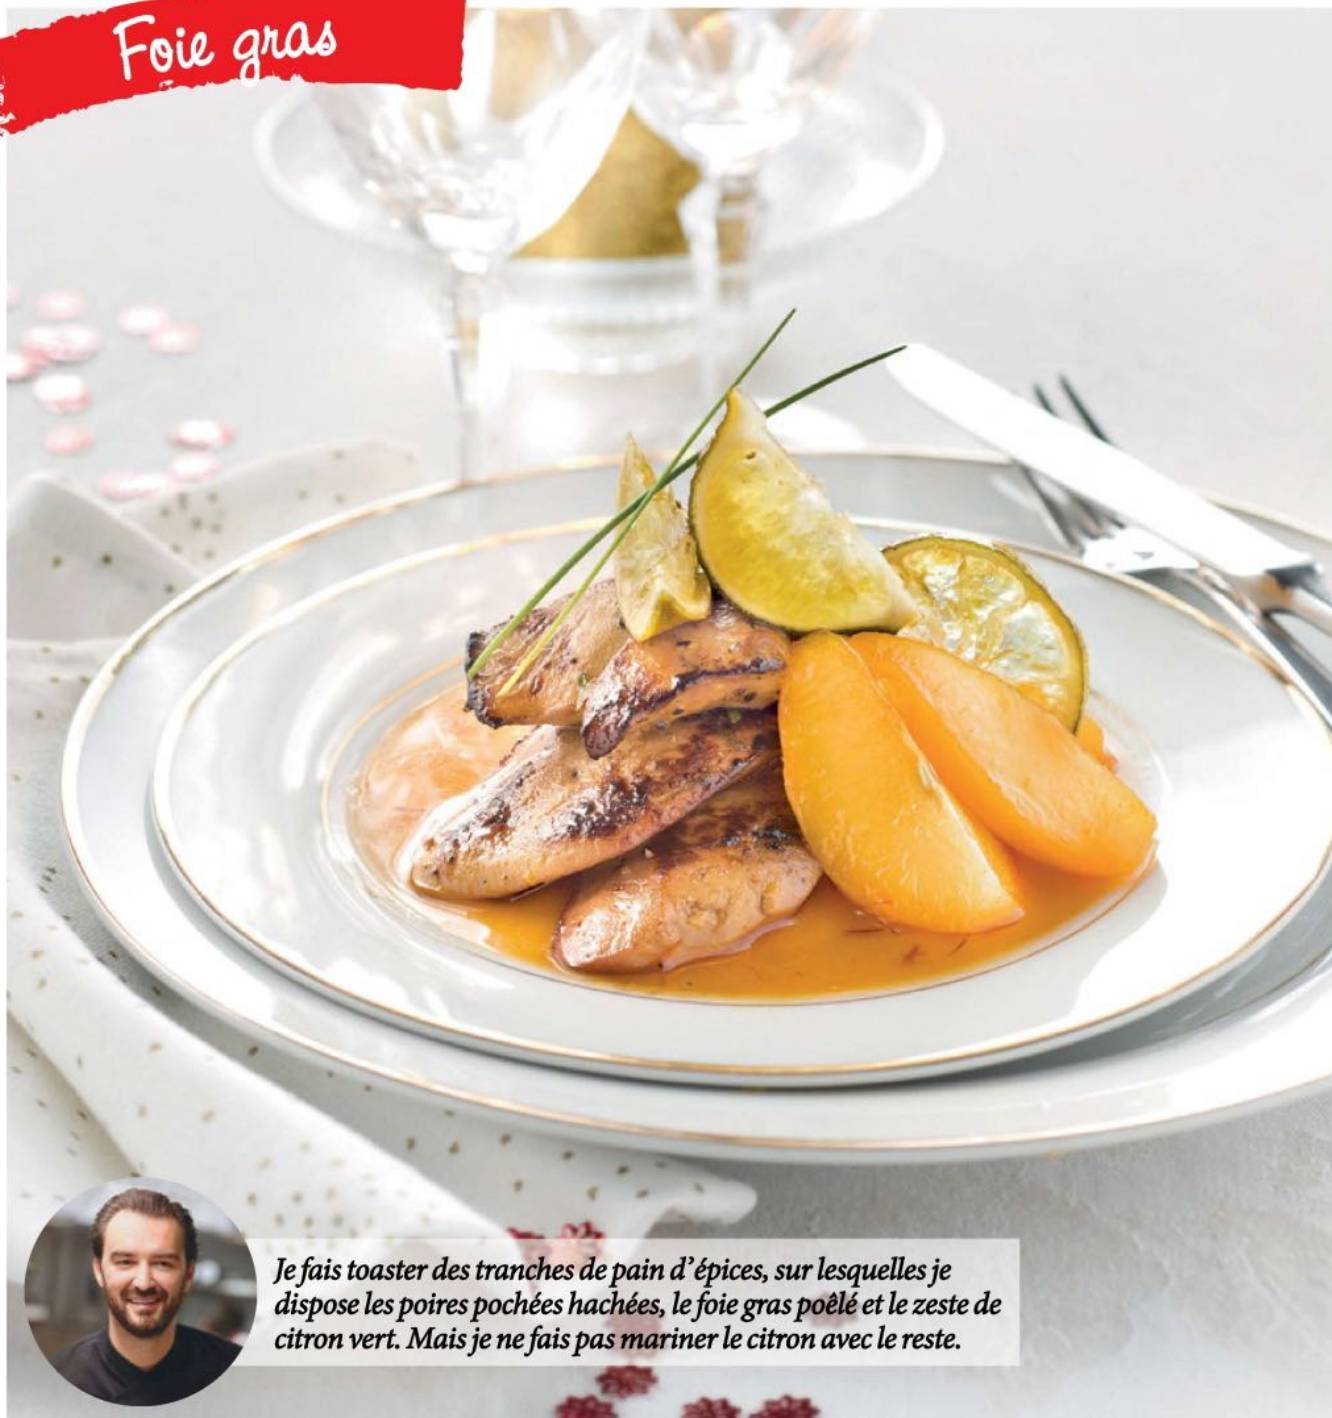 Foie gras
Je fais toaster des tranches de pain d'épices, sur lesquelles je
dispose les poires pochées hachées, le foie gras poêlé et le zeste de
citron vert. Mais je ne fais pas mariner le citron avec le reste.